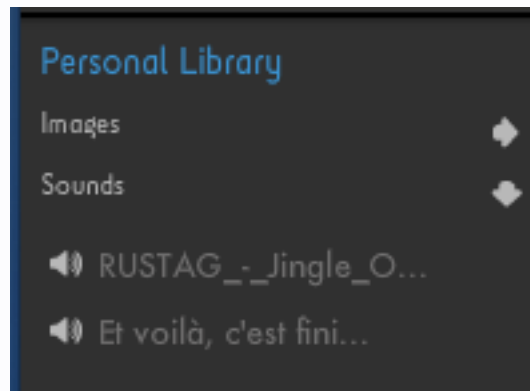 Personal Library
Images
Sounds
RUSTAG_-_Jingle_O...
Et voilà, c'est fini...